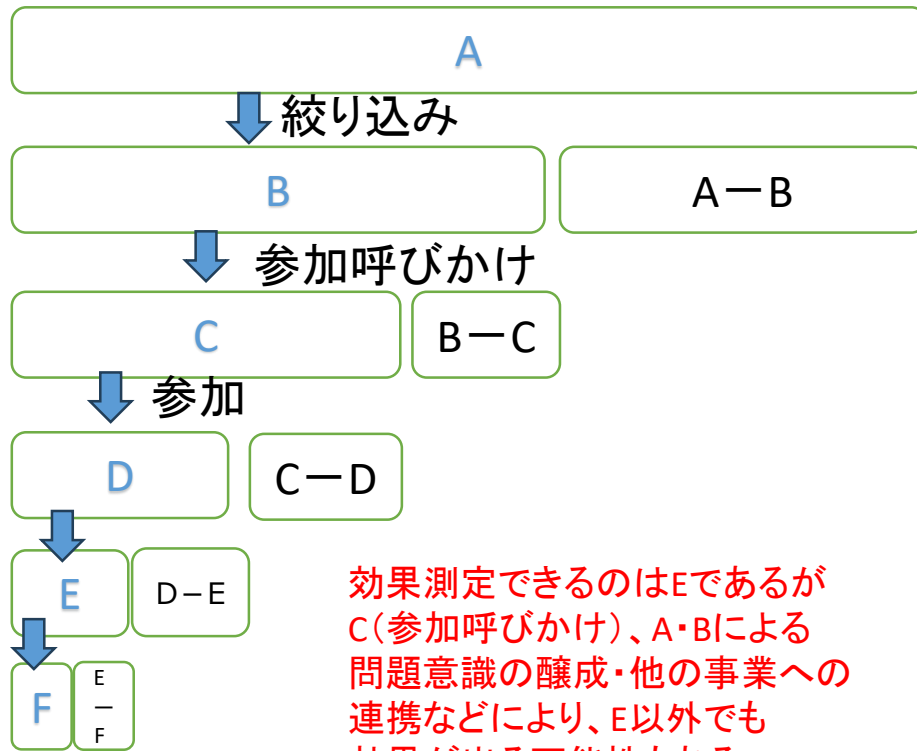 A
絞り込み
B
A－B
参加呼びかけ
C
B－C
参加
D
C－D
E
D－E
F
E
－
F
効果測定できるのはEであるが
C（参加呼びかけ）、A・Bによる
問題意識の醸成・他の事業への
連携などにより、E以外でも